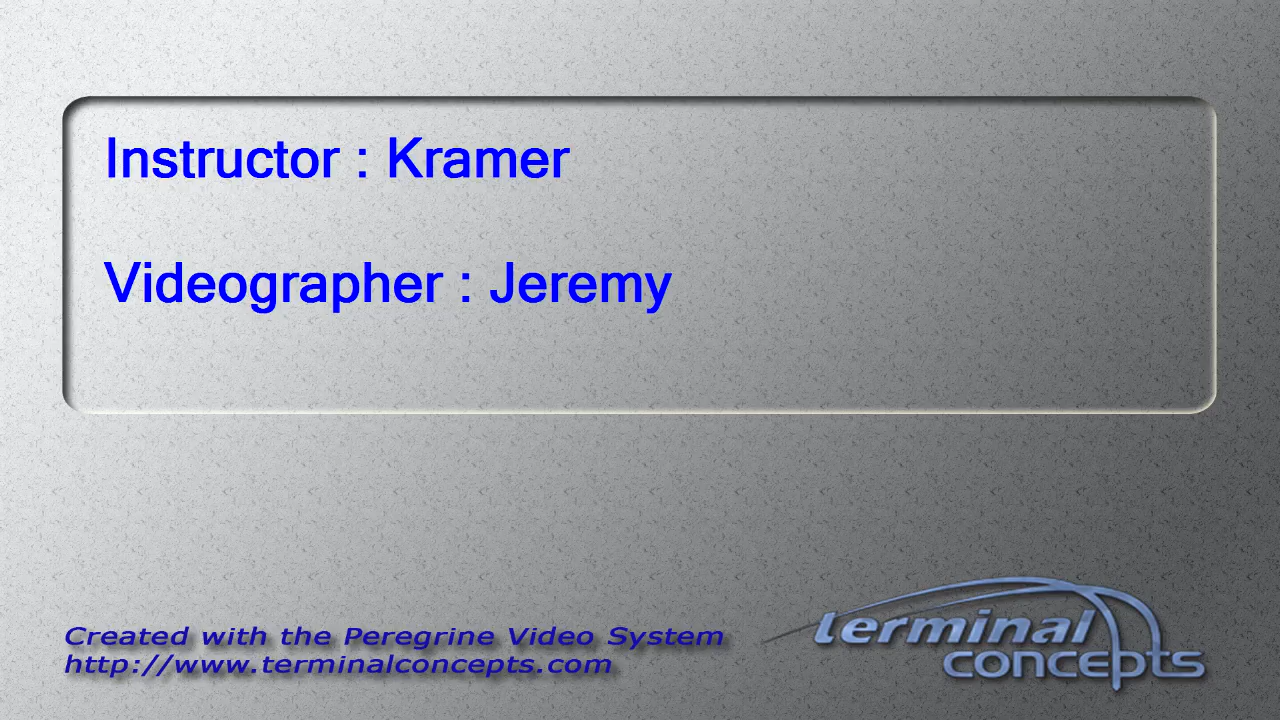 Instructor : Kramer
Videographer : Jeremy
Created with the Peregrine Video System
http://www.terminalconcepts.com
terminal
concepts